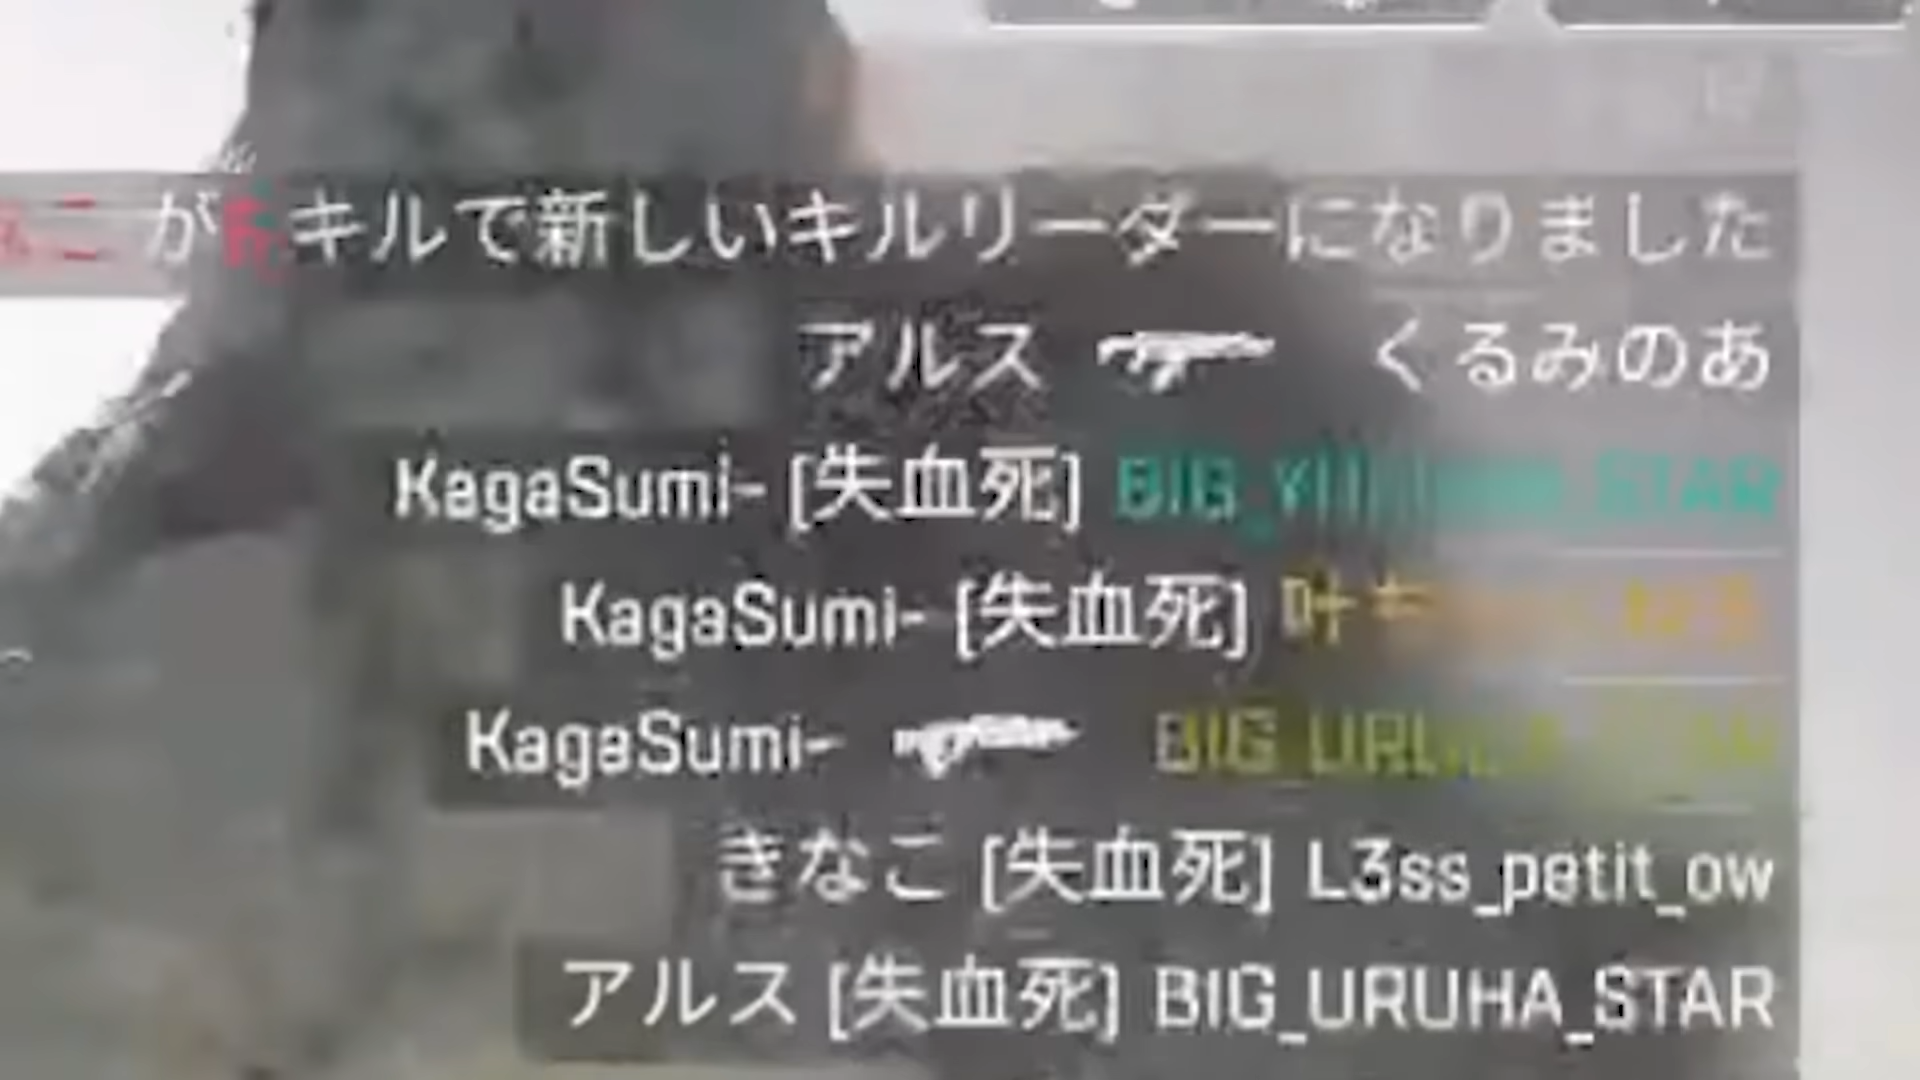 がキルで新しいキルリーダーになりました
アルス くるみのあ
KagaSumi- [失血死]
KagaSumi- [失血死] 叶
KagaSumi-
きなこ [失血死] L3ss_petit_ow
アルス [失血死] BIG_URUHA_STAR